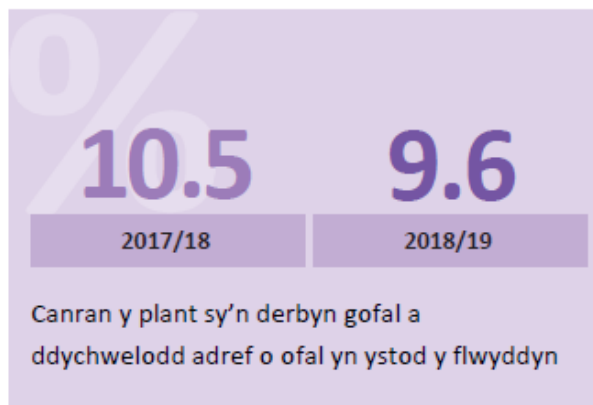 %
10.5 9.6
2017/18 2018/19
Canran y plant sy'n derbyn gofal a
ddychwelodd adref o ofal yn ystod y flwyddyn